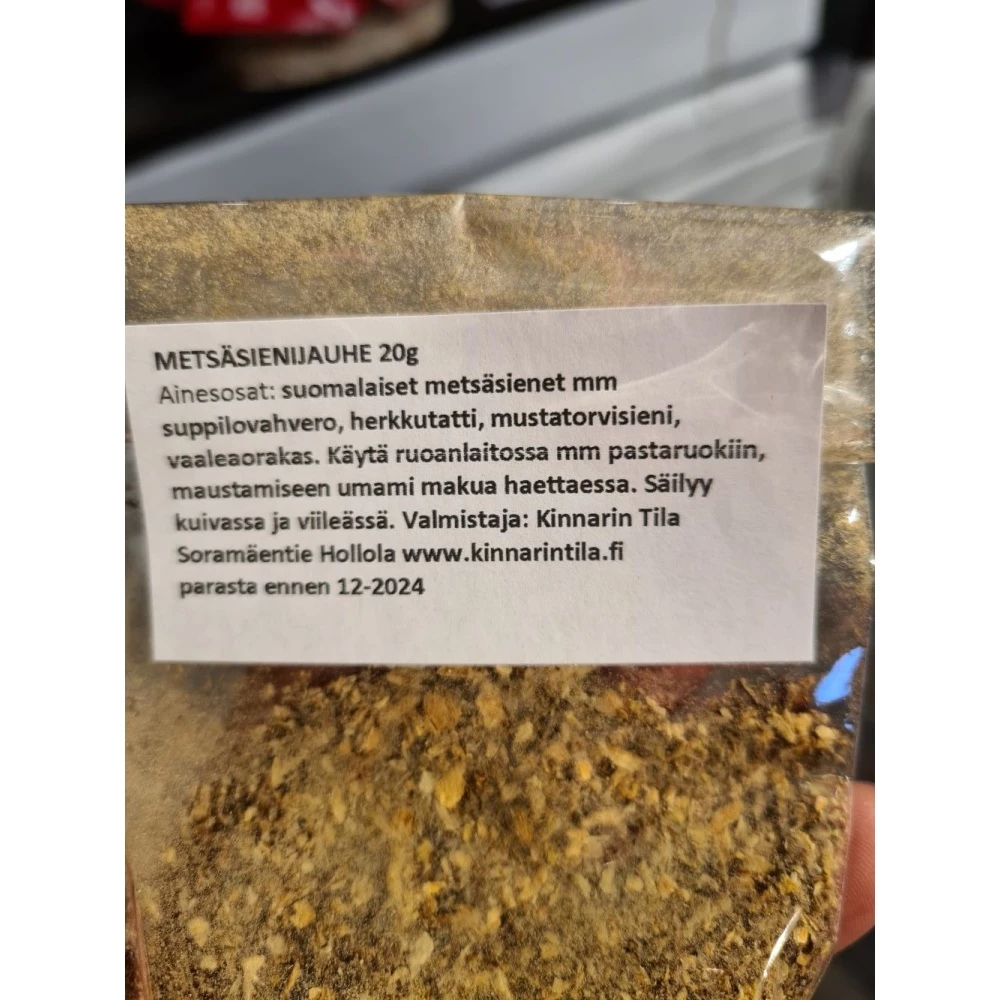 METSÄSIENIJAUHE 20g
Ainesosat: suomalaiset metsäsienet mm
suppilovahvero, herkkutatti, mustatorvisieni,
vaaleaorakas. Käytä ruoanlaitossa mm pastaruokiin,
maustamiseen umami makua haettaessa. Säilyy
kuivassa ja viileässä. Valmistaja: Kinnarin Tila
Soramäentie Hollola www.kinnarintila.fi
parasta ennen 12-2024